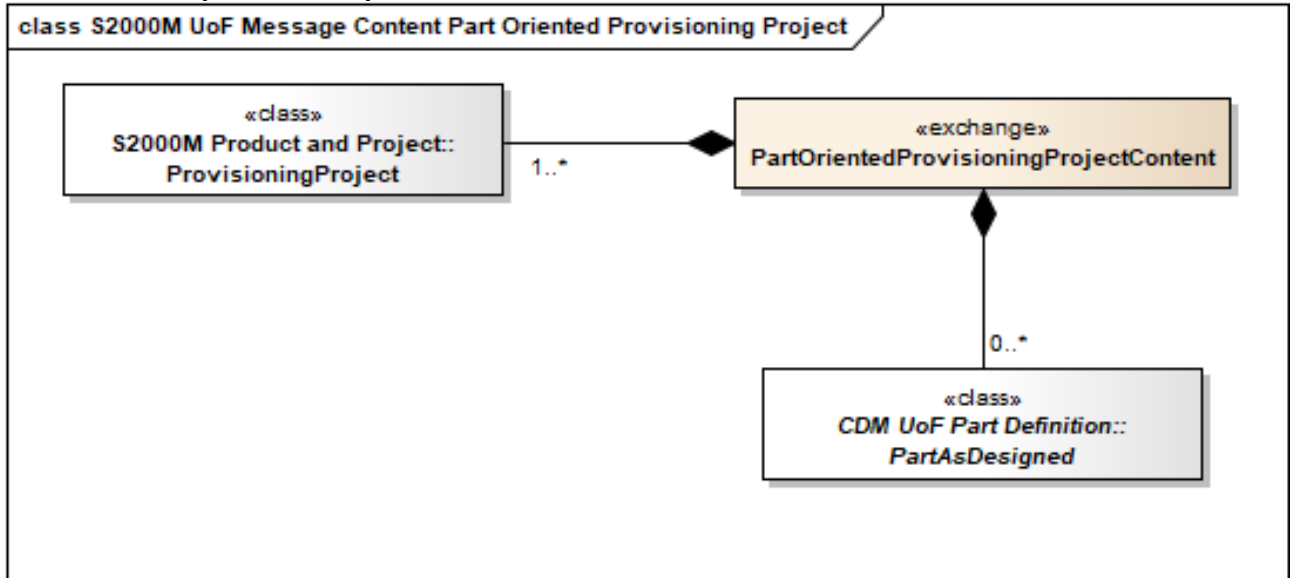 class S2000M UoF Message Content Part Oriented Provisioning Project
«class»
S2000M Product and Project::
ProvisioningProject
1..*
«exchange»
PartOrientedProvisioningProjectContent
0..*
«class»
CDM UoF Part Definition::
PartAsDesigned